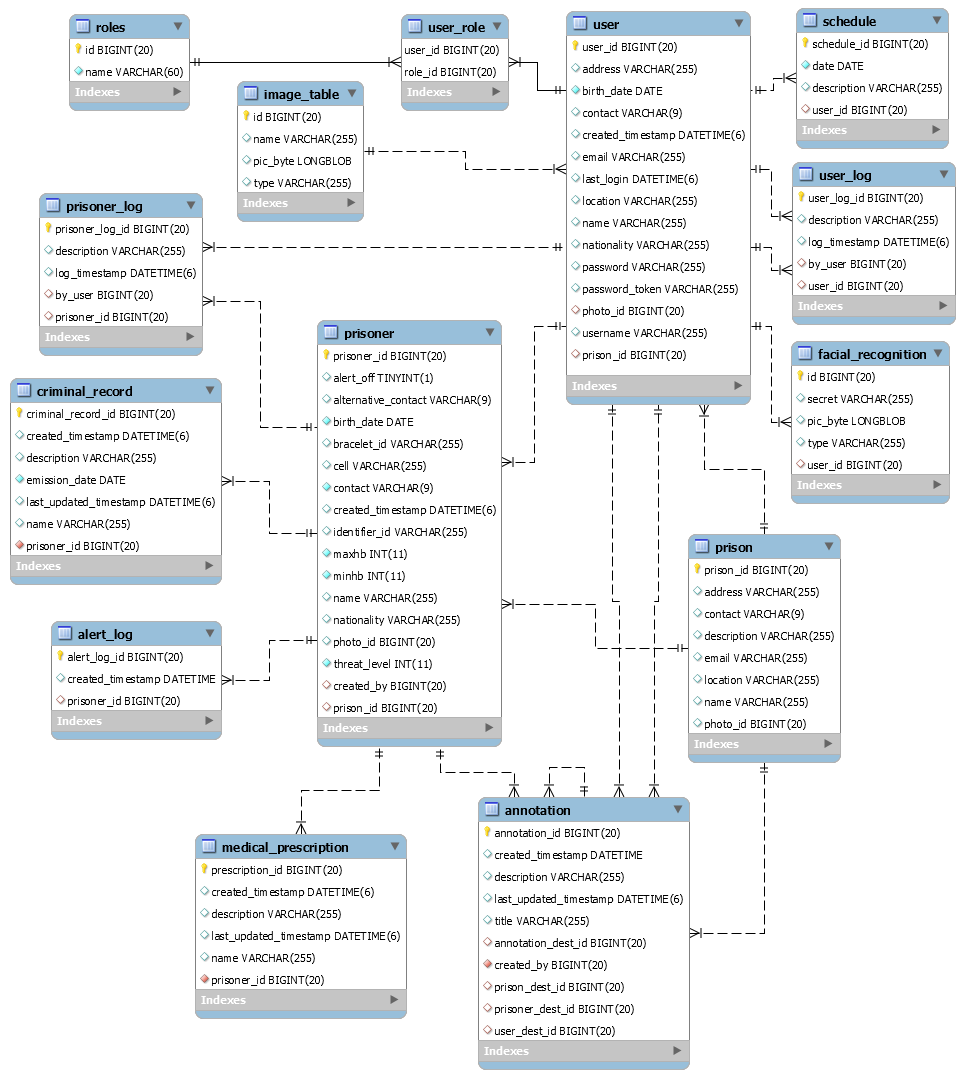 roles
id BIGINT(20)
name VARCHAR(60)
Indexes
user_role
user_id BIGINT(20)
role_id BIGINT(20)
Indexes
user
user_id BIGINT(20)
address VARCHAR(255)
birth_date DATE
contact VARCHAR(9)
created_timestamp DATETIME(6)
email VARCHAR(255)
last_login DATETIME(6)
location VARCHAR(255)
name VARCHAR(255)
nationality VARCHAR(255)
password VARCHAR(255)
password_token VARCHAR(255)
photo_id BIGINT(20)
username VARCHAR(255)
prison_id BIGINT(20)
Indexes
schedule
schedule_id BIGINT(20)
date DATE
description VARCHAR(255)
user_id BIGINT(20)
Indexes
image_table
id BIGINT(20)
name VARCHAR(255)
pic_byte LONGBLOB
type VARCHAR(255)
Indexes
user_log
user_log_id BIGINT(20)
description VARCHAR(255)
log_timestamp DATETIME(6)
by_user BIGINT(20)
user_id BIGINT(20)
Indexes
prisoner_log
prisoner_log_id BIGINT(20)
description VARCHAR(255)
log_timestamp DATETIME(6)
by_user BIGINT(20)
prisoner_id BIGINT(20)
Indexes
prisoner
prisoner_id BIGINT(20)
alert_off TINYINT(1)
alternative_contact VARCHAR(9)
birth_date DATE
bracelet_id VARCHAR(255)
cell VARCHAR(255)
contact VARCHAR(9)
created_timestamp DATETIME(6)
identifier_id VARCHAR(255)
maxhb INT(11)
minhb INT(11)
name VARCHAR(255)
nationality VARCHAR(255)
photo_id BIGINT(20)
threat_level INT(11)
created_by BIGINT(20)
prison_id BIGINT(20)
Indexes
facial_recognition
id BIGINT(20)
secret VARCHAR(255)
pic_byte LONGBLOB
type VARCHAR(255)
user_id BIGINT(20)
Indexes
criminal_record
criminal_record_id BIGINT(20)
created_timestamp DATETIME(6)
description VARCHAR(255)
emission_date DATE
last_updated_timestamp DATETIME(6)
name VARCHAR(255)
prisoner_id BIGINT(20)
Indexes
prison
prison_id BIGINT(20)
address VARCHAR(255)
contact VARCHAR(9)
description VARCHAR(255)
email VARCHAR(255)
location VARCHAR(255)
name VARCHAR(255)
photo_id BIGINT(20)
Indexes
alert_log
alert_log_id BIGINT(20)
created_timestamp DATETIME
prisoner_id BIGINT(20)
Indexes
annotation
annotation_id BIGINT(20)
created_timestamp DATETIME
description VARCHAR(255)
last_updated_timestamp DATETIME(6)
title VARCHAR(255)
annotation_dest_id BIGINT(20)
created_by BIGINT(20)
prison_dest_id BIGINT(20)
prisoner_dest_id BIGINT(20)
user_dest_id BIGINT(20)
Indexes
medical_prescription
prescription_id BIGINT(20)
created_timestamp DATETIME(6)
description VARCHAR(255)
last_updated_timestamp DATETIME(6)
name VARCHAR(255)
prisoner_id BIGINT(20)
Indexes